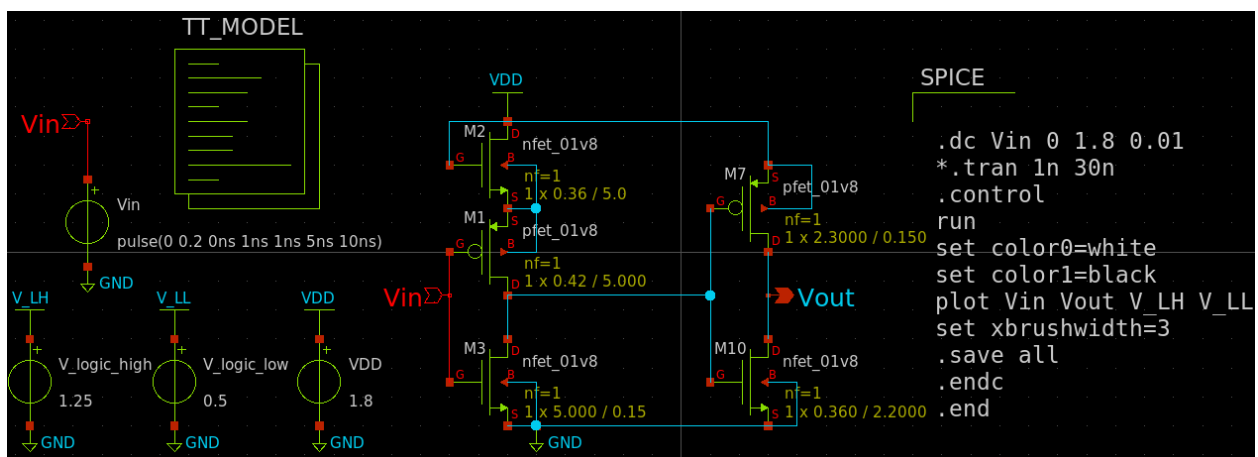 TT_MODEL
Vin
Vin
pulse(0 0.2 0ns 1ns 1ns 5ns 10ns)
GND
V_LH
V_logic_high
1.25
GND
V_LL
V_logic_low
0.5
GND
VDD
VDD
1.8
GND
VDD
M2
D
nfet_01v8
G
B
nf=1
S
1 x 0.36 / 5.0
M1
S
pfet_01v8
G
B
nf=1
D
1 x 0.42 / 5.000
Vin
M3
D
nfet_01v8
G
B
nf=1
S
1 x 5.000 / 0.15
GND
M7
S
pfet_01v8
G
B
nf=1
D
1 x 2.3000 / 0.150
Vout
M10
D
nfet_01v8
G
B
nf=1
S
1 x 0.360 / 2.2000
SPICE
.dc Vin 0 1.8 0.01
*.tran 1n 30n
.control
run
set color0=white
set color1=black
plot Vin Vout V_LH V_LL
set xbrushwidth=3
.save all
.endc
.end